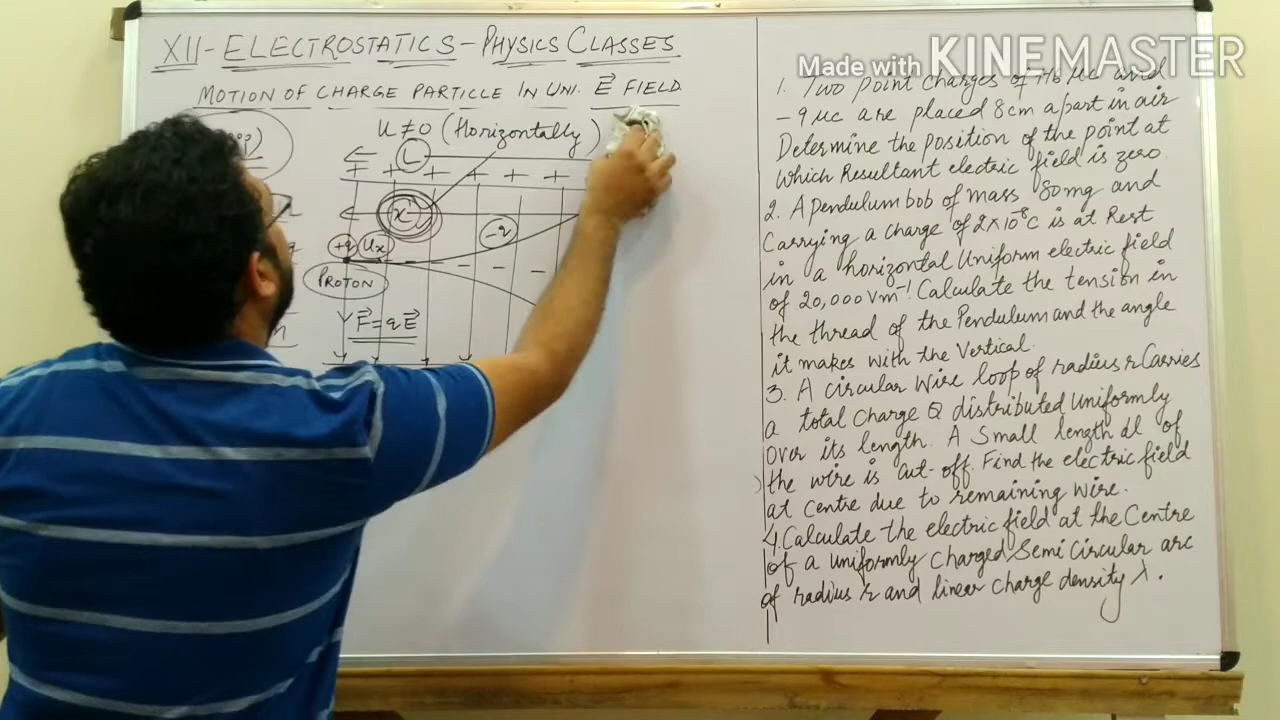 XII - ELECTROSTATICS - PHYSICS CLASSES
MOTION OF CHARGE PARTICLE IN UNI. E⃗ FIELD
U ≠ 0 (Horizontally)
L
+ + + + + +
x
-q
+q Ux
- - - -
PROTON
F⃗ = qE⃗
Made with KINEMASTER
1. Two point charges of +16 μc and
- 9 μc are placed 8cm apart in air
Determine the position of the point at
which Resultant electric field is zero.
2. A pendulum bob of mass 80mg and
Carrying a charge of 2×10⁻⁸C is at Rest
in a horizontal Uniform electric field
of 20,000 Vm⁻¹. Calculate the tension in
the thread of the Pendulum and the angle
it makes with the Vertical.
3. A circular Wire loop of radius r Carries
a total charge Q distributed Uniformly
Over its length. A Small length dl of
the wire is cut-off. Find the electric field
at centre due to remaining wire.
4. Calculate the electric field at the Centre
of a uniformly charged Semi Circular arc
of radius r and linear charge density λ.